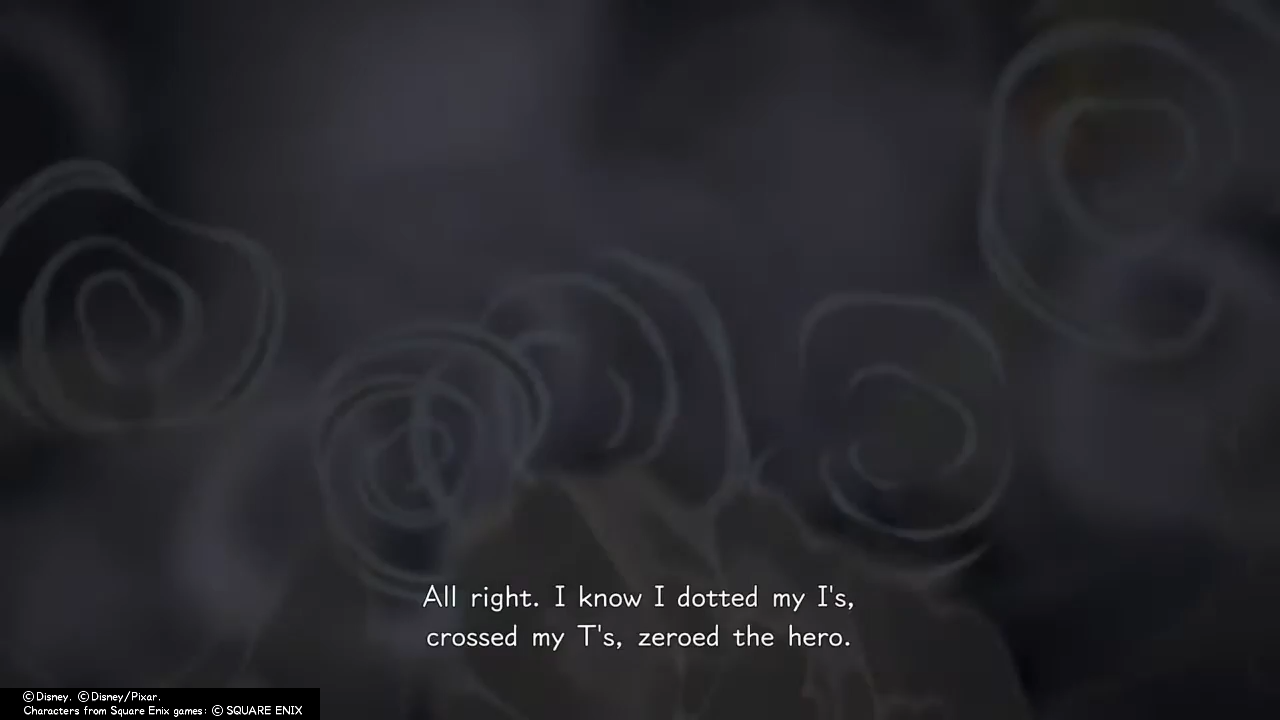 All right. I know I dotted my I's,
crossed my T's, zeroed the hero.
©Disney. ©Disney/Pixar.
Characters from Square Enix games: © SQUARE ENIX